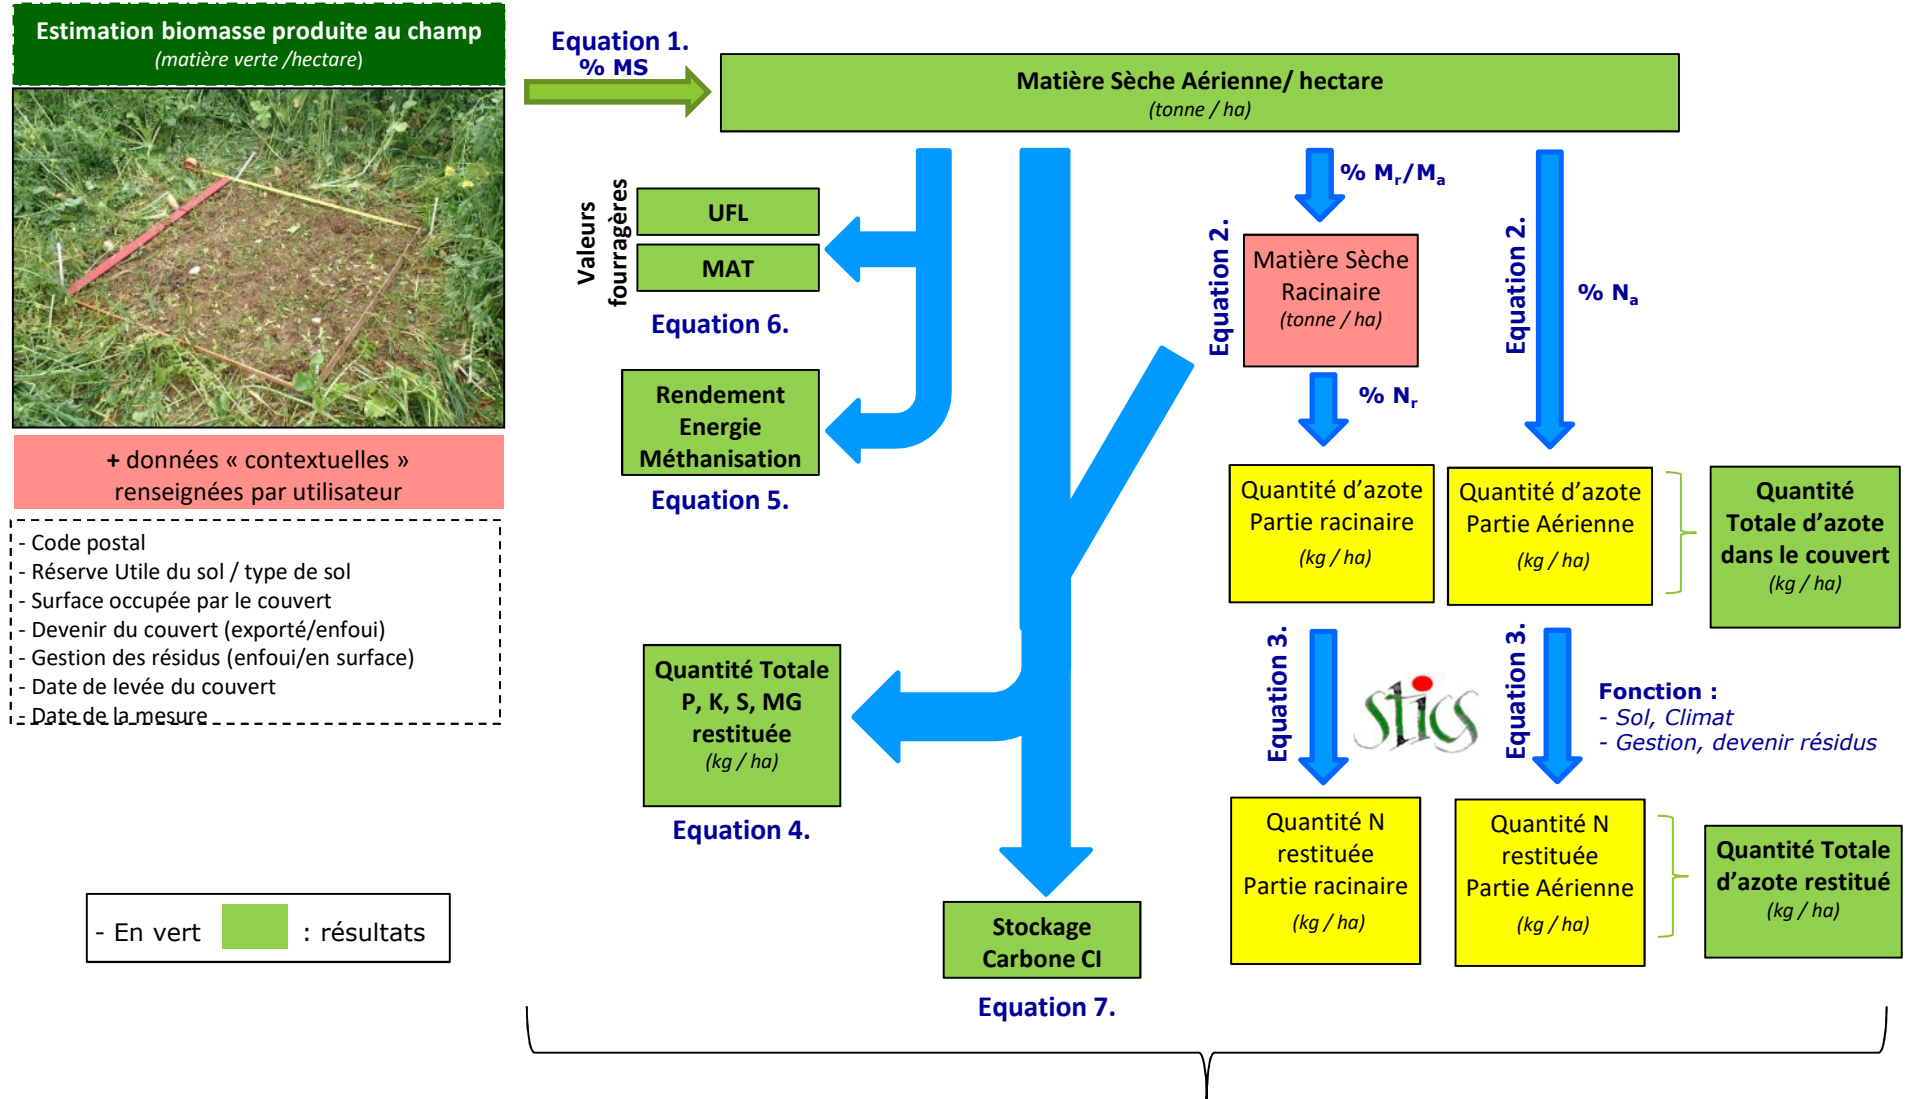 Estimation biomasse produite au champ
(matière verte /hectare)
+ données « contextuelles »
renseignées par utilisateur
- Code postal
- Réserve Utile du sol / type de sol
- Surface occupée par le couvert
- Devenir du couvert (exporté/enfoui)
- Gestion des résidus (enfoui/en surface)
- Date de levée du couvert
- Date de la mesure
- En vert : résultats
Equation 1.
% MS
Matière Sèche Aérienne/ hectare
(tonne / ha)
Valeurs
fourragères
UFL
MAT
Equation 6.
Rendement
Energie
Méthanisation
Equation 5.
Quantité Totale
P, K, S, MG
restituée
(kg / ha)
Equation 4.
Stockage
Carbone CI
Equation 7.
% Mr/Ma
Equation 2.
Matière Sèche
Racinaire
(tonne / ha)
% Nr
Equation 2.
% Na
Quantité d’azote
Partie racinaire
(kg / ha)
Quantité d’azote
Partie Aérienne
(kg / ha)
Quantité
Totale d’azote
dans le couvert
(kg / ha)
Equation 3.
stics
Equation 3.
Fonction :
- Sol, Climat
- Gestion, devenir résidus
Quantité N
restituée
Partie racinaire
(kg / ha)
Quantité N
restituée
Partie Aérienne
(kg / ha)
Quantité Totale
d’azote restitué
(kg / ha)